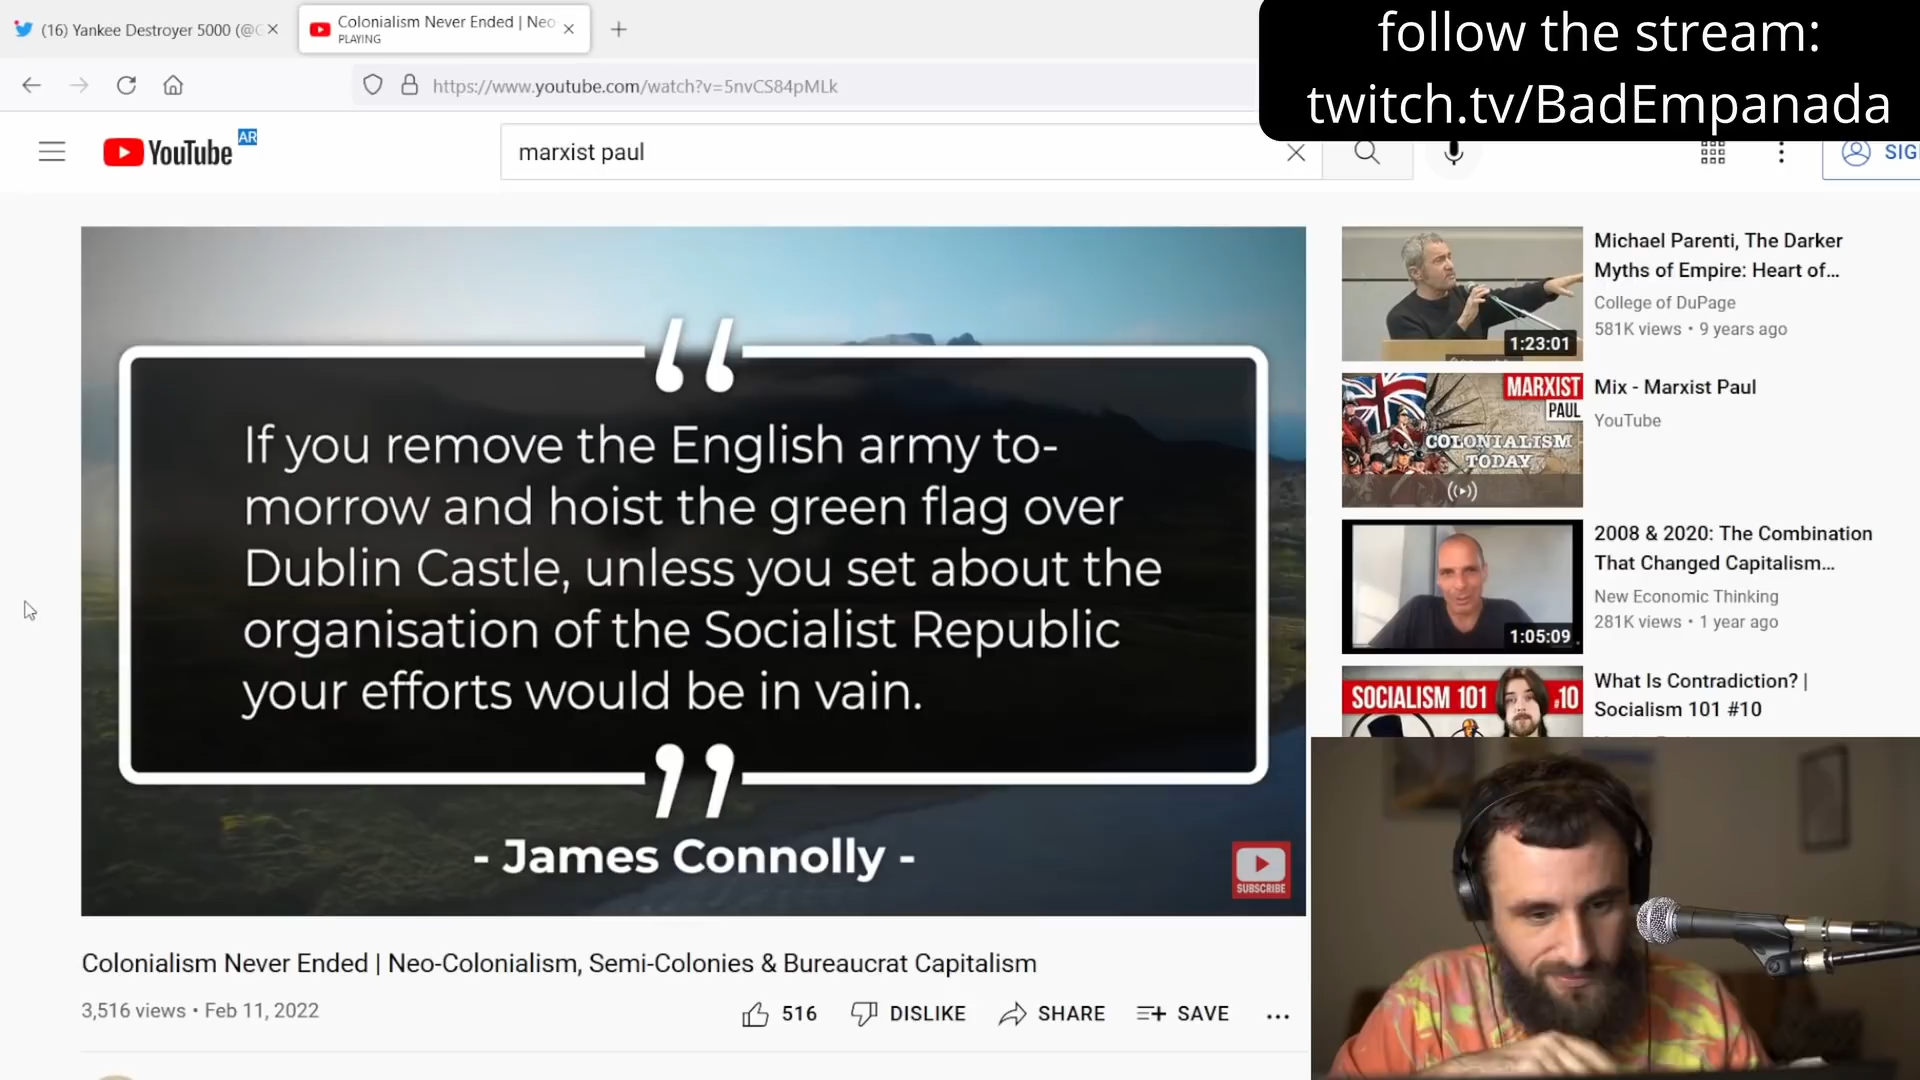 (16) Yankee Destroyer 5000 (@
Colonialism Never Ended | Neo
PLAYING
follow the stream:
twitch.tv/BadEmpanada
https://www.youtube.com/watch?v=5nvCS84pMLk
YouTube
AR
marxist paul
SIG
“
If you remove the English army to-
morrow and hoist the green flag over
Dublin Castle, unless you set about the
organisation of the Socialist Republic
your efforts would be in vain.
”
- James Connolly -
SUBSCRIBE
Colonialism Never Ended | Neo-Colonialism, Semi-Colonies & Bureaucrat Capitalism
3,516 views • Feb 11, 2022
516
DISLIKE
SHARE
SAVE
Michael Parenti, The Darker
Myths of Empire: Heart of...
College of DuPage
581K views • 9 years ago
1:23:01
MARXIST
PAUL
COLONIALISM
TODAY
Mix - Marxist Paul
YouTube
2008 & 2020: The Combination
That Changed Capitalism...
New Economic Thinking
281K views • 1 year ago
1:05:09
SOCIALISM 101 #10
What Is Contradiction? |
Socialism 101 #10